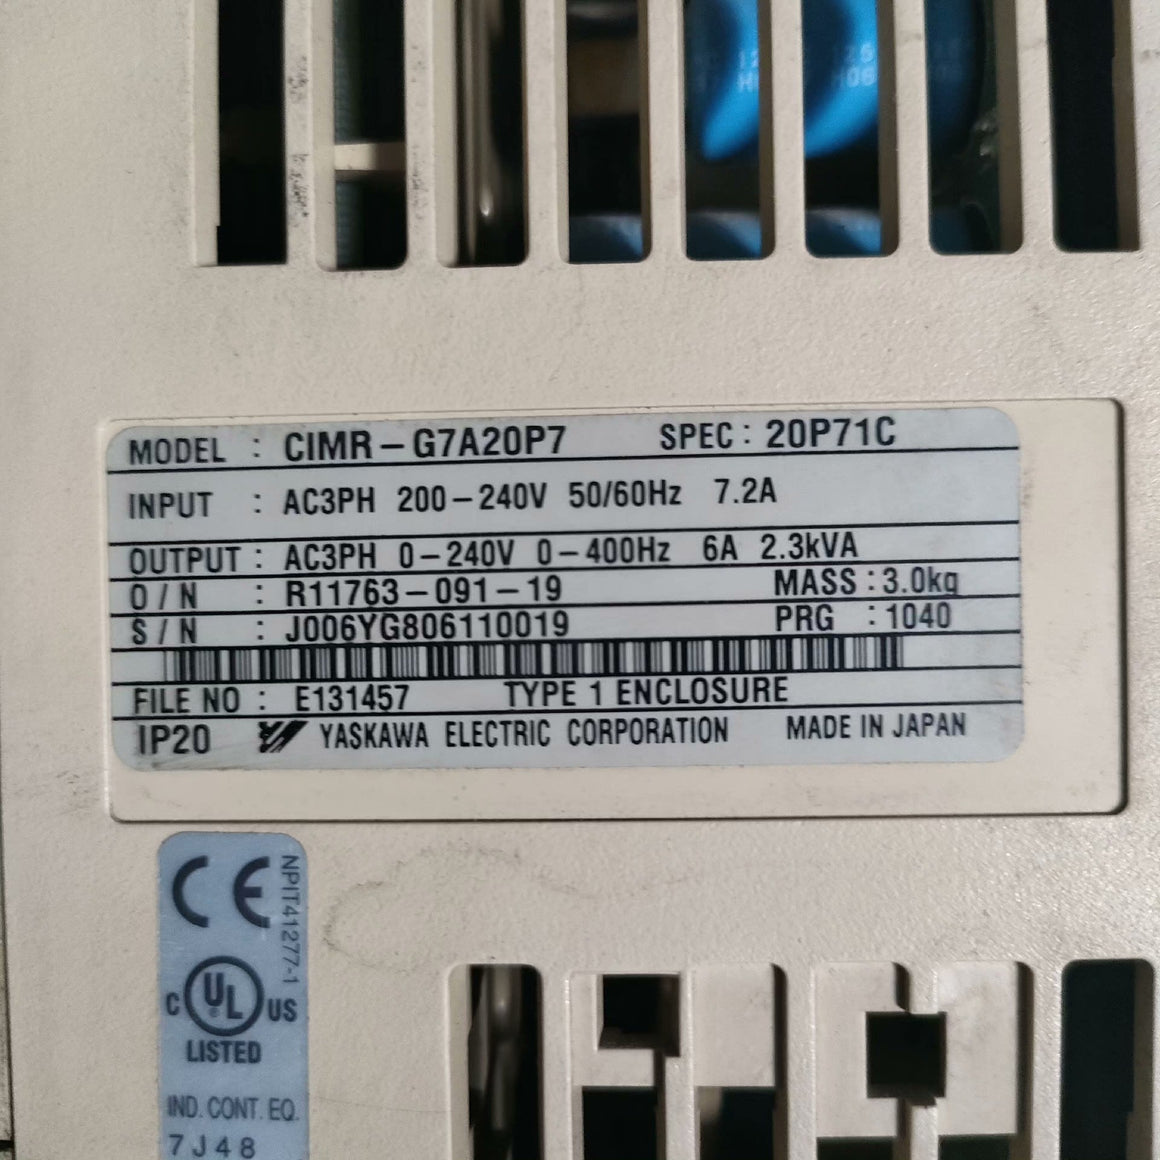 MODEL : CIMR-G7A20P7 SPEC: 20P71C
INPUT : AC3PH 200-240V 50/60Hz 7.2A
OUTPUT : AC3PH 0-240V 0-400Hz 6A 2.3kVA
O/N : R11763-091-19 MASS : 3.0kg
S/N : J006YG806110019 PRG : 1040
FILE NO : E131457 TYPE 1 ENCLOSURE
IP20 YASKAWA ELECTRIC CORPORATION MADE IN JAPAN
CE
NPIT41277-1
C UL ® US
LISTED
IND. CONT. EQ.
7J48